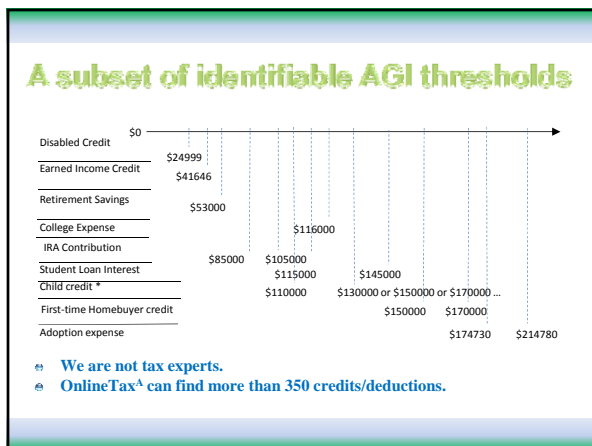 A subset of identifiable AGI thresholds
$0
Disabled Credit
$24999
Earned Income Credit
$41646
Retirement Savings
$53000
College Expense
$116000
IRA Contribution
$85000 $105000
Student Loan Interest
$115000 $145000
Child credit *
$110000 $130000 or $150000 or $170000 ...
First-time Homebuyer credit
$150000 $170000
Adoption expense
$174730 $214780
We are not tax experts.
OnlineTaxᴬ can find more than 350 credits/deductions.